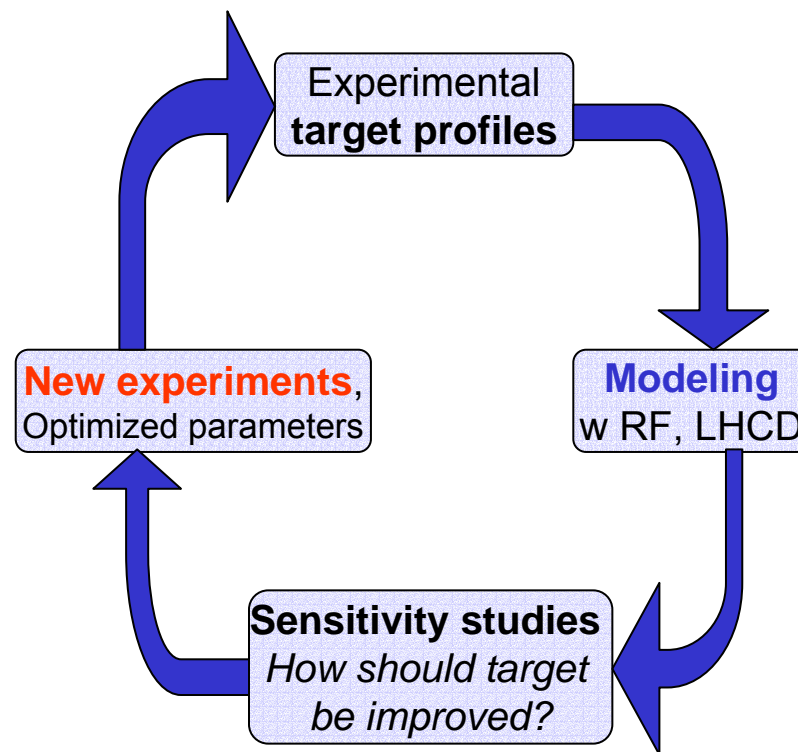 Experimental
target profiles
New experiments,
Optimized parameters
Modeling
w RF, LHCD
Sensitivity studies
How should target
be improved?